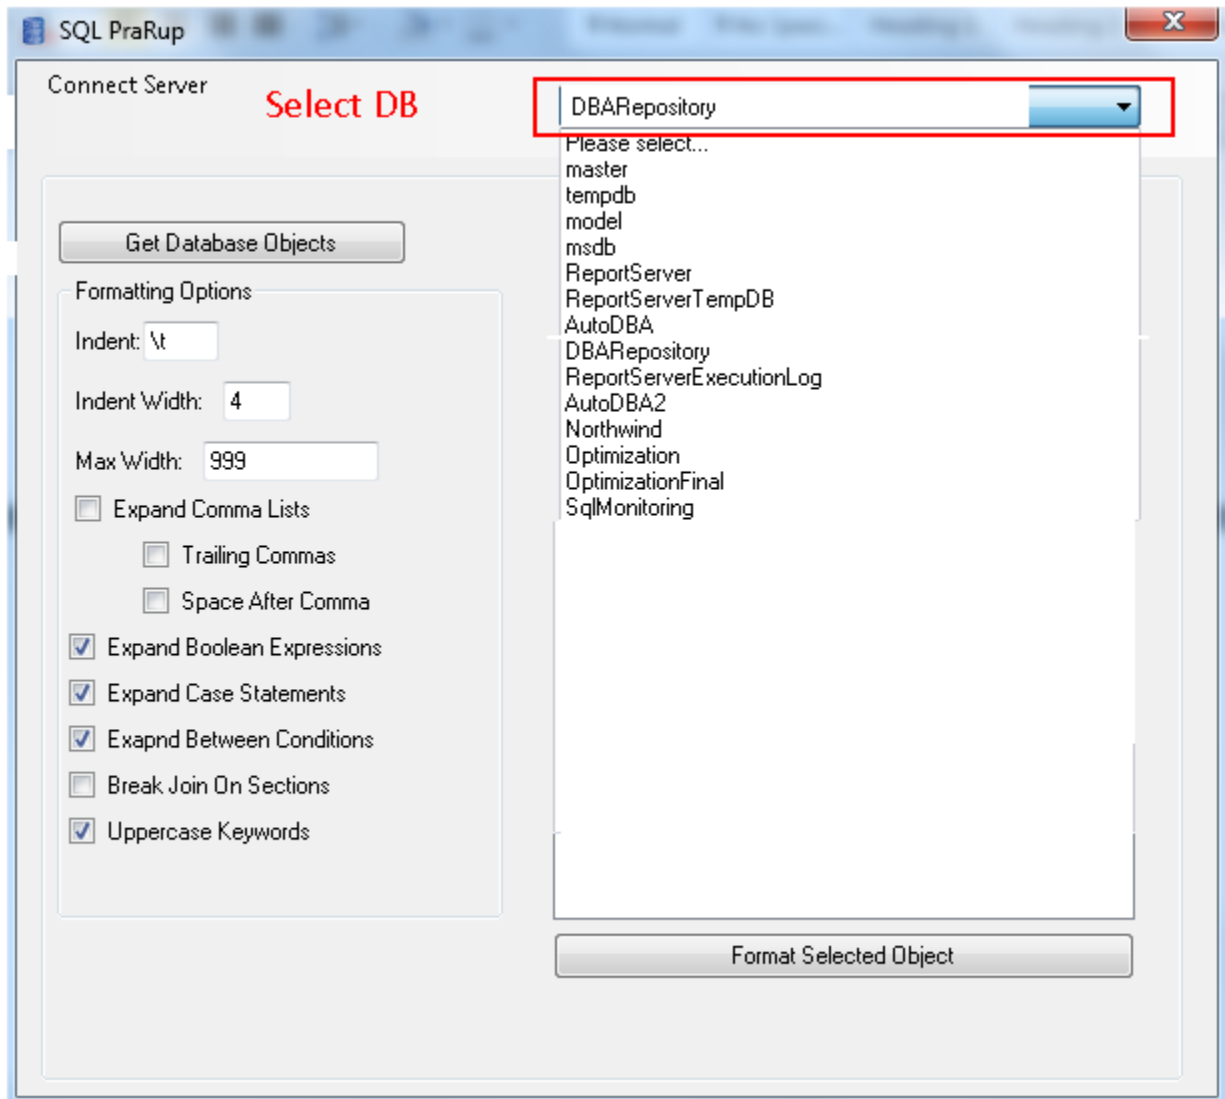 SQL PraRup
X
Connect Server
Select DB
DBARepository
Please select...
master
tempdb
model
msdb
ReportServer
ReportServerTempDB
AutoDBA
DBARepository
ReportServerExecutionLog
AutoDBA2
Northwind
Optimization
OptimizationFinal
SqlMonitoring
Get Database Objects
Formatting Options
Indent: \t
Indent Width: 4
Max Width: 999
Expand Comma Lists
Trailing Commas
Space After Comma
Expand Boolean Expressions
Expand Case Statements
Exapnd Between Conditions
Break Join On Sections
Uppercase Keywords
Format Selected Object